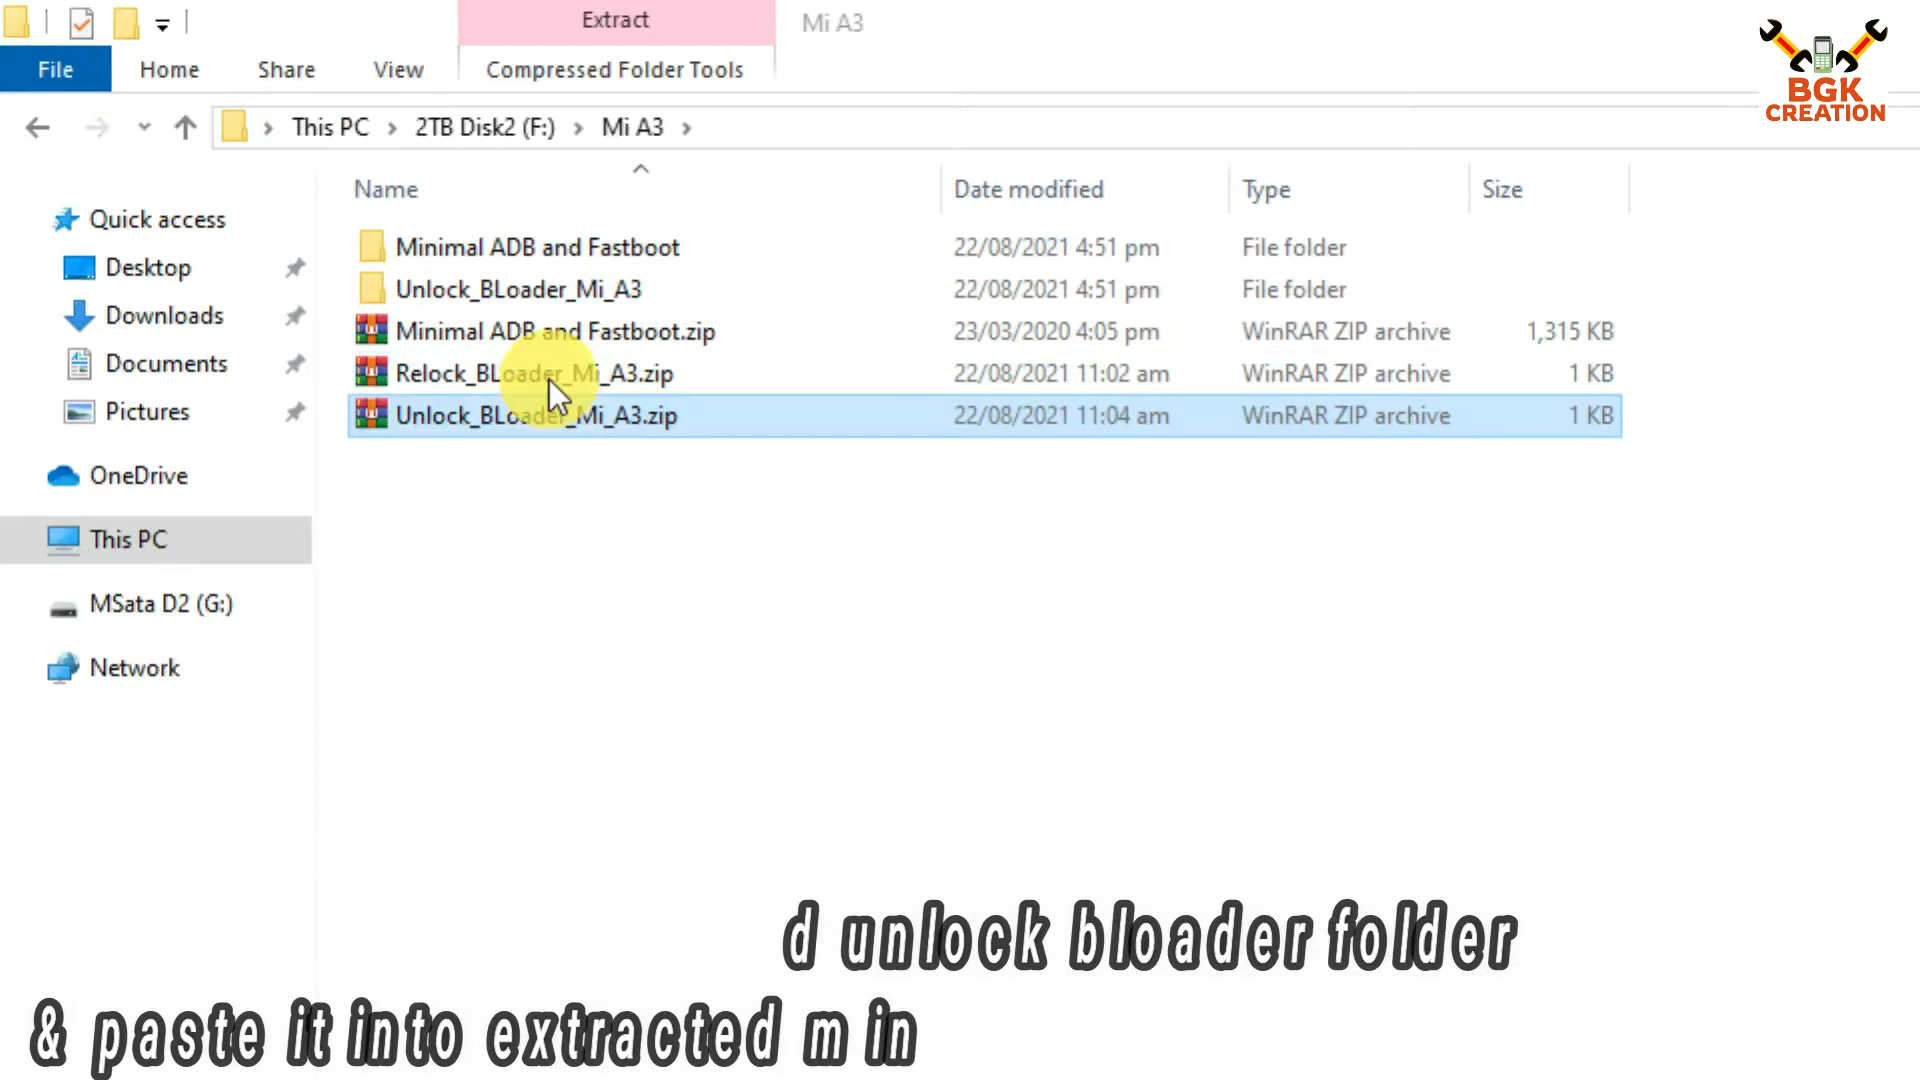 Extract
Mi A3
File Home Share View Compressed Folder Tools
BGK
CREATION
This PC 2TB Disk2 (F:) Mi A3
Name Date modified Type Size
Quick access
Desktop
Downloads
Documents
Pictures
OneDrive
This PC
MSata D2 (G:)
Network
Minimal ADB and Fastboot 22/08/2021 4:51 pm File folder
Unlock_BLoader_Mi_A3 22/08/2021 4:51 pm File folder
Minimal ADB and Fastboot.zip 23/03/2020 4:05 pm WinRAR ZIP archive 1,315 KB
Relock_BLoader_Mi_A3.zip 22/08/2021 11:02 am WinRAR ZIP archive 1 KB
Unlock_BLoader_Mi_A3.zip 22/08/2021 11:04 am WinRAR ZIP archive 1 KB
d unlock bloader folder
& paste it into extracted m in